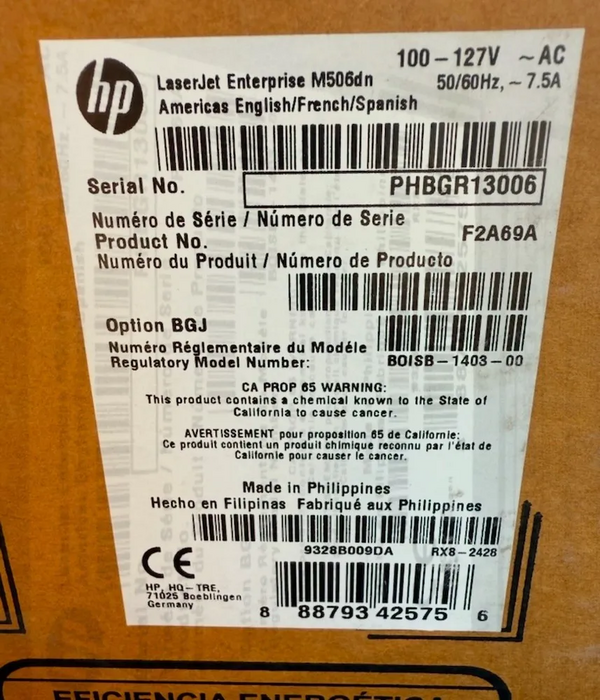 hp
100-127V ~AC
LaserJet Enterprise M506dn
50/60Hz, ~ 7.5A
Americas English/French/Spanish
Serial No.
PHBGR13006
Numéro de Série / Número de Serie
Product No.
F2A69A
Numéro du Produit / Número de Producto
Option BGJ
Numéro Réglementaire du Modéle
Regulatory Model Number:
BOISB-1403-00
CA PROP 65 WARNING:
This product contains a chemical known to the State of
California to cause cancer.
AVERTISSEMENT pour proposition 65 de Californie:
Ce produit contient un produit chimique reconnu par l'état de
Californie pour causer le cancer.
Made in Philippines
Hecho en Filipinas Fabriqué aux Philippines
9328B009DA
RX8-2428
CE
HP, HQ-TRE,
71025 Boeblingen
Germany
8 88793 42575 6
EFICIENCIA ENERGÉTICA